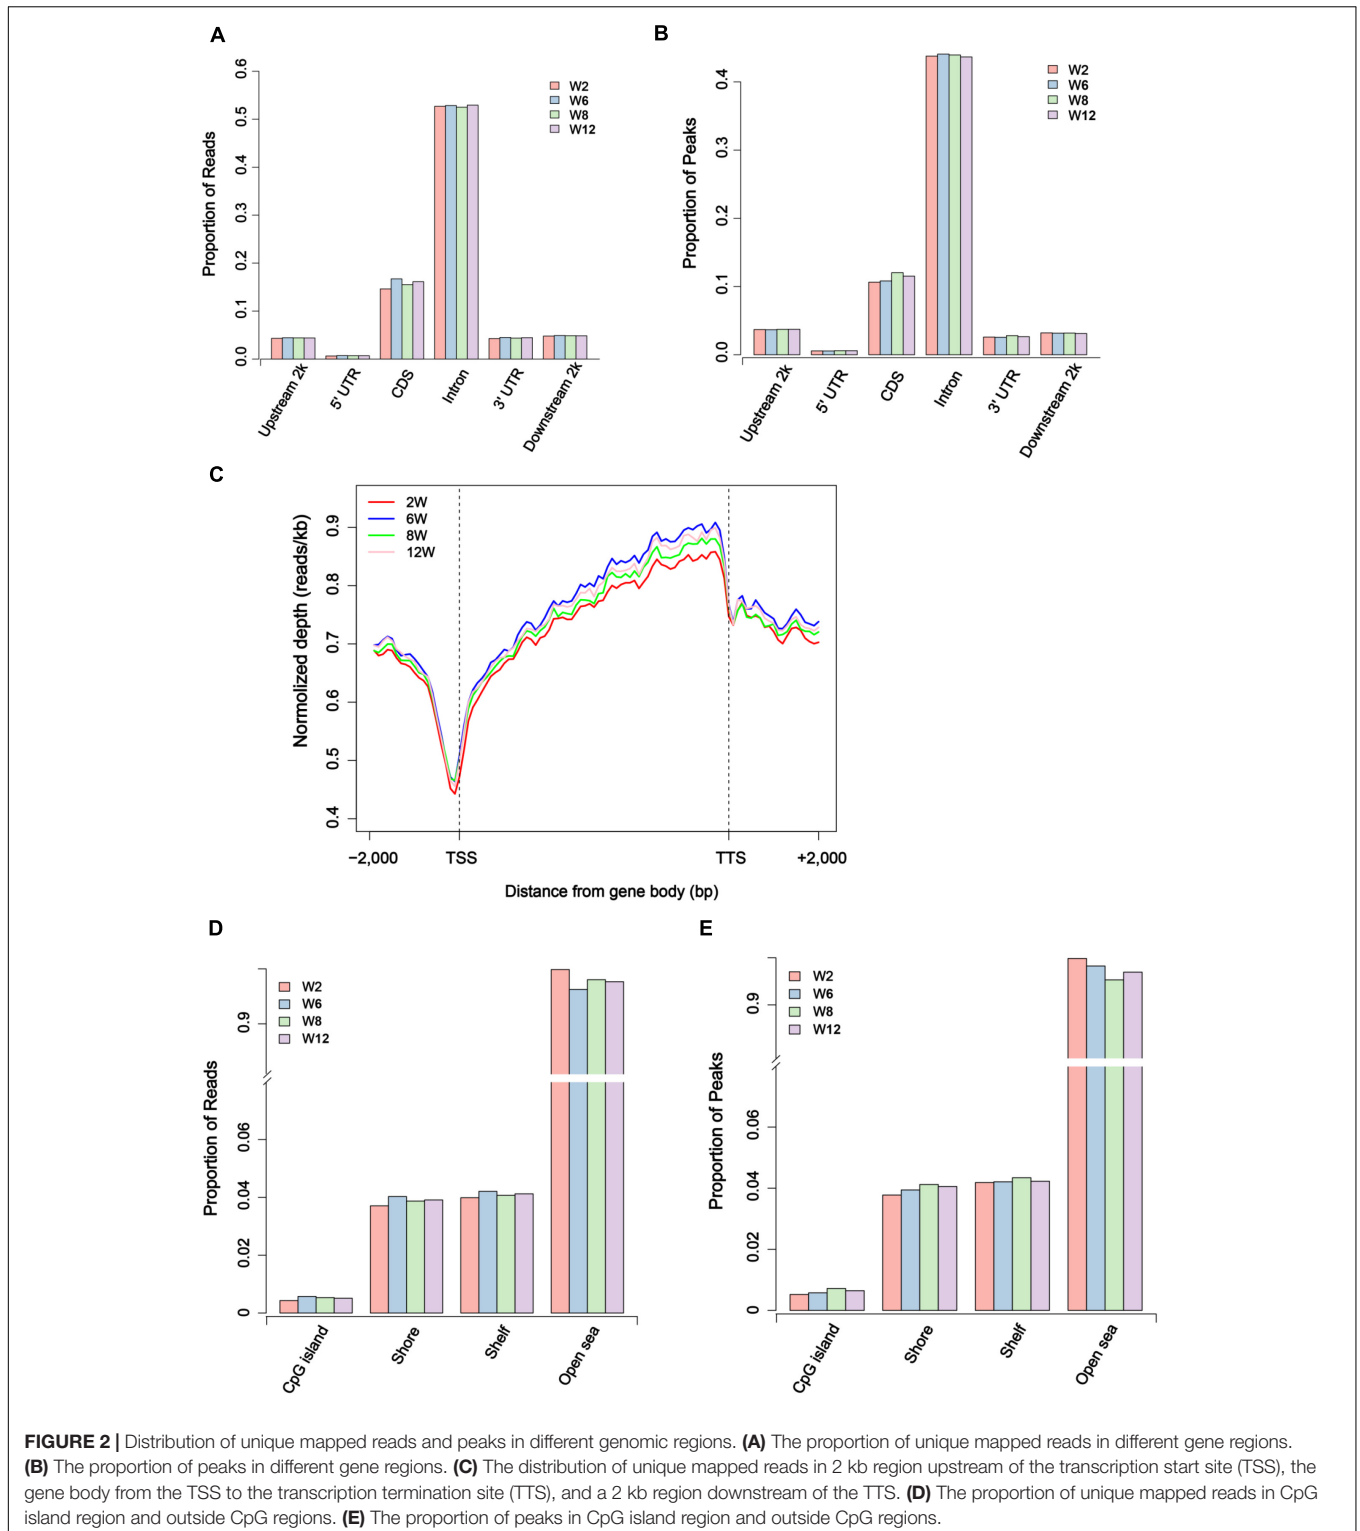 A
Proportion of Reads
0.0
0.1
0.2
0.3
0.4
0.5
0.6
W2
W6
W8
W12
Upstream 2k
5' UTR
CDS
Intron
3' UTR
Downstream 2k
B
Proportion of Peaks
0.0
0.1
0.2
0.3
0.4
W2
W6
W8
W12
Upstream 2k
5' UTR
CDS
Intron
3' UTR
Downstream 2k
C
Normolized depth (reads/kb)
0.4
0.5
0.6
0.7
0.8
0.9
2W
6W
8W
12W
−2,000
TSS
TTS
+2,000
Distance from gene body (bp)
D
Proportion of Reads
0
0.02
0.04
0.06
0.9
W2
W6
W8
W12
CpG island
Shore
Shelf
Open sea
E
Proportion of Peaks
0
0.02
0.04
0.06
0.9
W2
W6
W8
W12
CpG island
Shore
Shelf
Open sea
FIGURE 2 | Distribution of unique mapped reads and peaks in different genomic regions. (A) The proportion of unique mapped reads in different gene regions.
(B) The proportion of peaks in different gene regions. (C) The distribution of unique mapped reads in 2 kb region upstream of the transcription start site (TSS), the
gene body from the TSS to the transcription termination site (TTS), and a 2 kb region downstream of the TTS. (D) The proportion of unique mapped reads in CpG
island region and outside CpG regions. (E) The proportion of peaks in CpG island region and outside CpG regions.